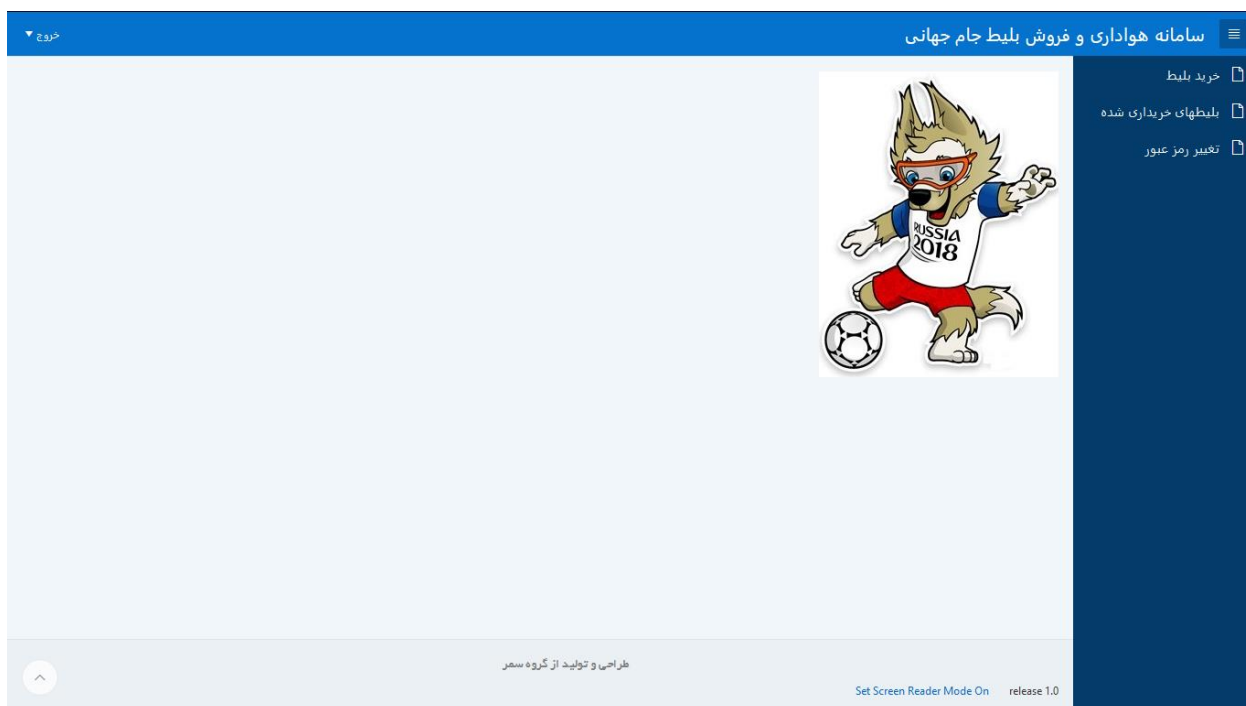 سامانه هواداری و فروش بلیط جام جهانی
خروج
خرید بلیط
بلیطهای خریداری شده
تغییر رمز عبور
RUSSIA
2018
طراحی و تولید از گروه سمر
release 1.0 Set Screen Reader Mode On